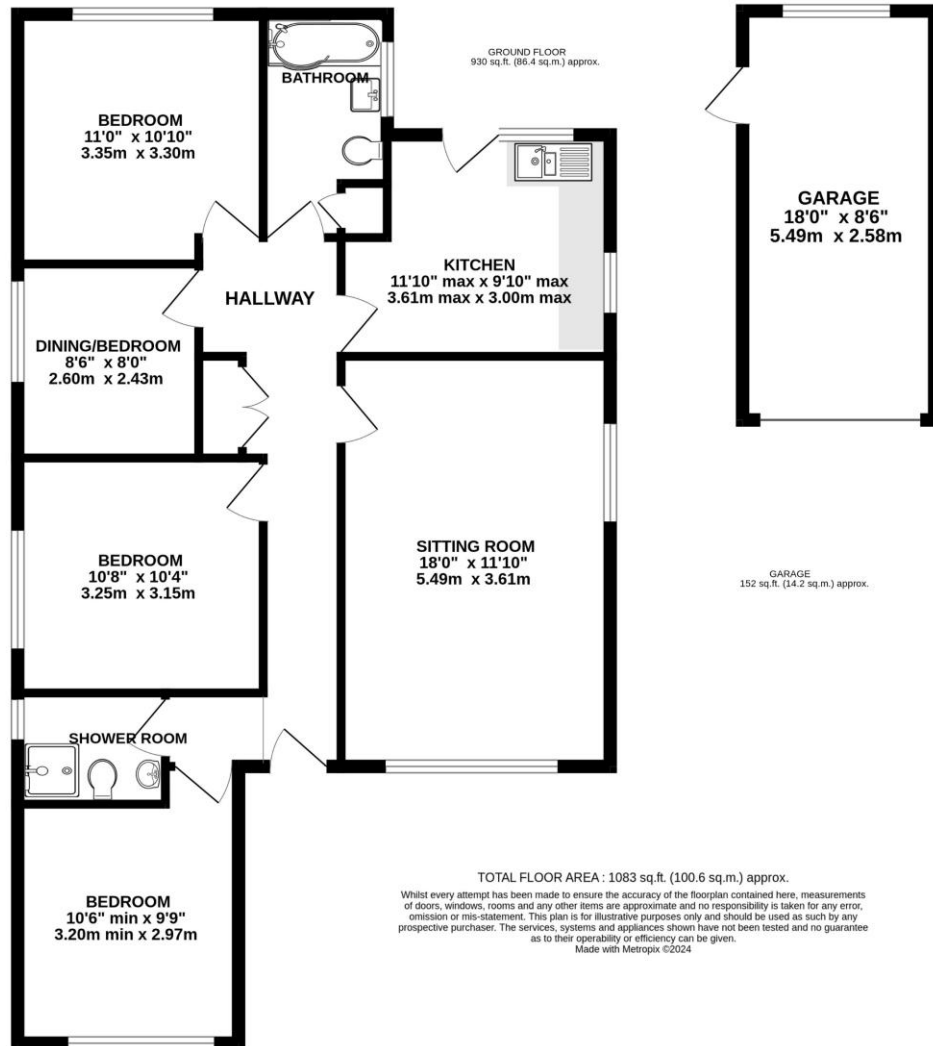 GROUND FLOOR
930 sq.ft. (86.4 sq.m.) approx.
BATHROOM
BEDROOM
11'0" x 10'10"
3.35m x 3.30m
GARAGE
18'0" x 8'6"
5.49m x 2.58m
KITCHEN
11'10" max x 9'10" max
3.61m max x 3.00m max
HALLWAY
DINING/BEDROOM
8'6" x 8'0"
2.60m x 2.43m
BEDROOM
10'8" x 10'4"
3.25m x 3.15m
SITTING ROOM
18'0" x 11'10"
5.49m x 3.61m
GARAGE
152 sq.ft. (14.2 sq.m.) approx.
SHOWER ROOM
BEDROOM
10'6" min x 9'9"
3.20m min x 2.97m
TOTAL FLOOR AREA : 1083 sq.ft. (100.6 sq.m.) approx.
Whilst every attempt has been made to ensure the accuracy of the floorplan contained here, measurements
of doors, windows, rooms and any other items are approximate and no responsibility is taken for any error,
omission or mis-statement. This plan is for illustrative purposes only and should be used as such by any
prospective purchaser. The services, systems and appliances shown have not been tested and no guarantee
as to their operability or efficiency can be given.
Made with Metropix ©2024